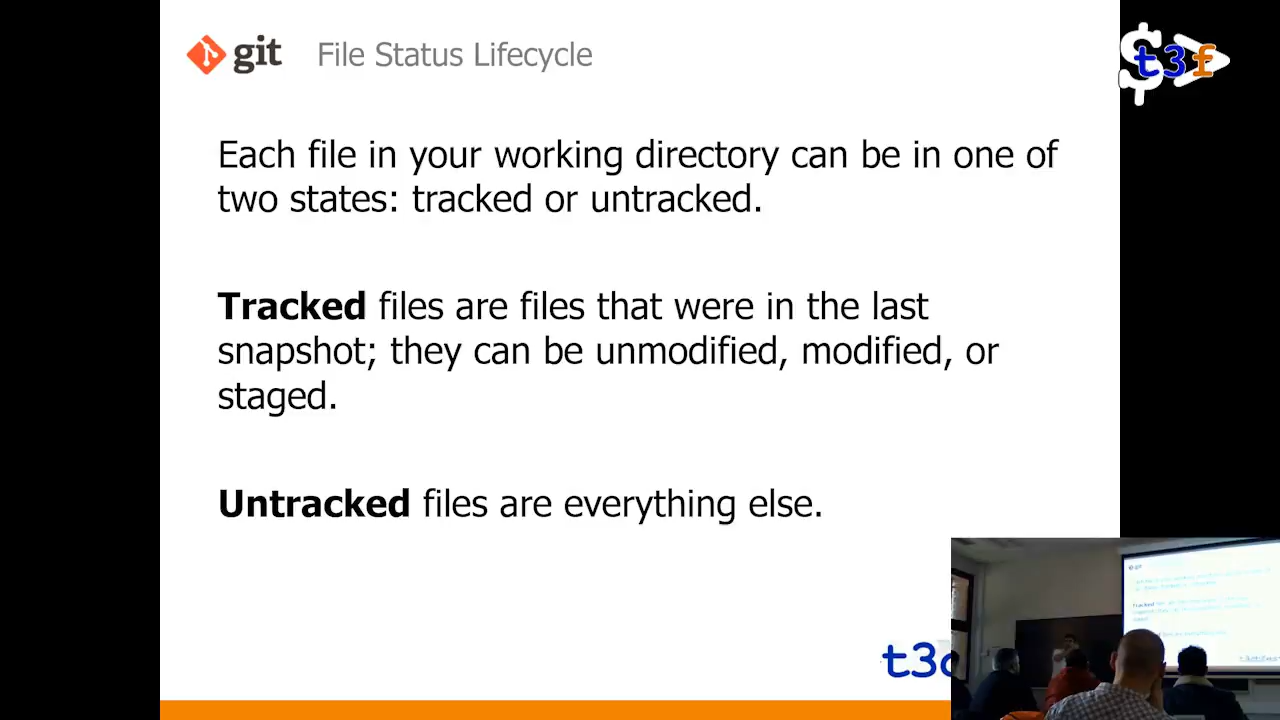 git File Status Lifecycle
$ t3f
Each file in your working directory can be in one of
two states: tracked or untracked.
Tracked files are files that were in the last
snapshot; they can be unmodified, modified, or
staged.
Untracked files are everything else.
git
Tracked